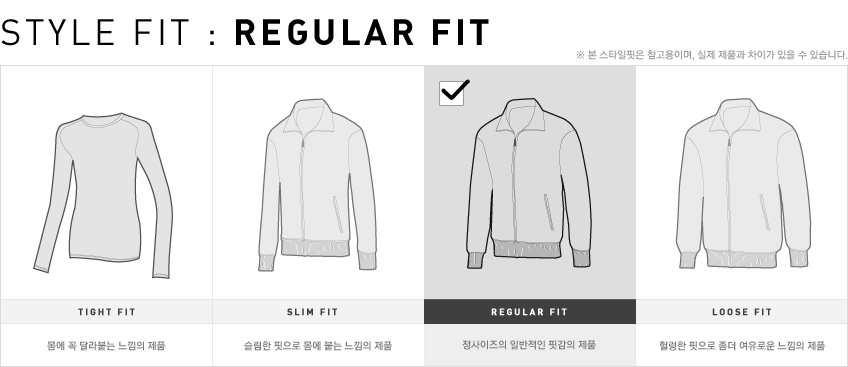 STYLE FIT : REGULAR FIT
※ 본 스타일핏은 참고용이며, 실제 제품과 차이가 있을 수 있습니다.
TIGHT FIT
SLIM FIT
REGULAR FIT
LOOSE FIT
몸에 꼭 달라붙는 느낌의 제품
슬림한 핏으로 몸에 붙는 느낌의 제품
정사이즈의 일반적인 핏감의 제품
헐렁한 핏으로 좀더 여유로운 느낌의 제품